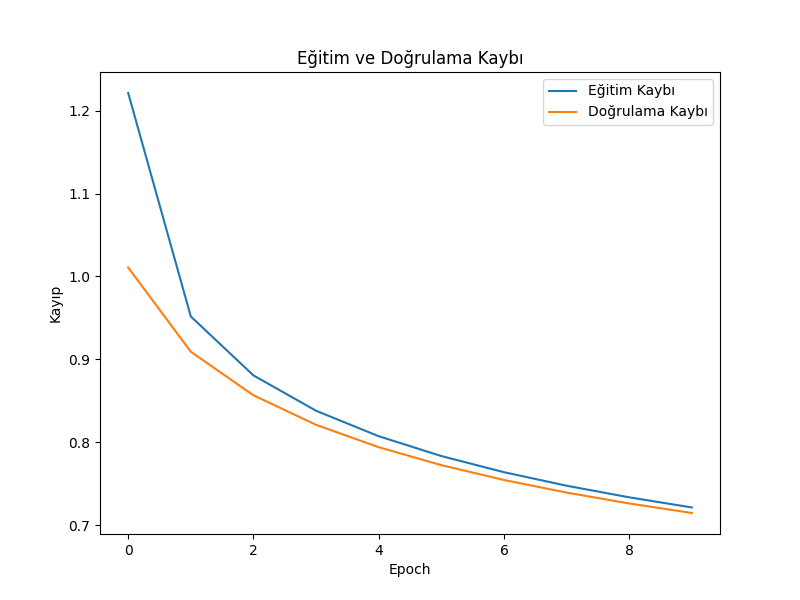 Eğitim ve Doğrulama Kaybı
Eğitim Kaybı
Doğrulama Kaybı
1.2
1.1
1.0
0.9
0.8
0.7
Kayıp
0 2 4 6 8
Epoch